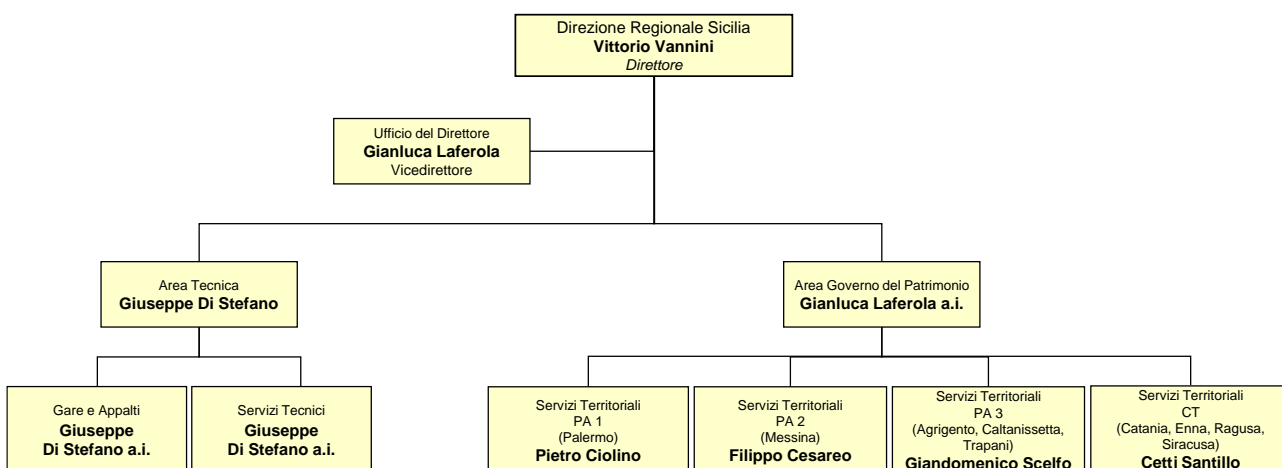 Direzione Regionale Sicilia
Vittorio Vannini
Direttore
Ufficio del Direttore
Gianluca Laferola
Vicedirettore
Area Tecnica
Giuseppe Di Stefano
Area Governo del Patrimonio
Gianluca Laferola a.i.
Gare e Appalti
Giuseppe
Di Stefano a.i.
Servizi Tecnici
Giuseppe
Di Stefano a.i.
Servizi Territoriali
PA 1
(Palermo)
Pietro Ciolino
Servizi Territoriali
PA 2
(Messina)
Filippo Cesareo
Servizi Territoriali
PA 3
(Agrigento, Caltanissetta,
Trapani)
Giandomenico Scelfo
Servizi Territoriali
CT
(Catania, Enna, Ragusa,
Siracusa)
Cetti Santillo